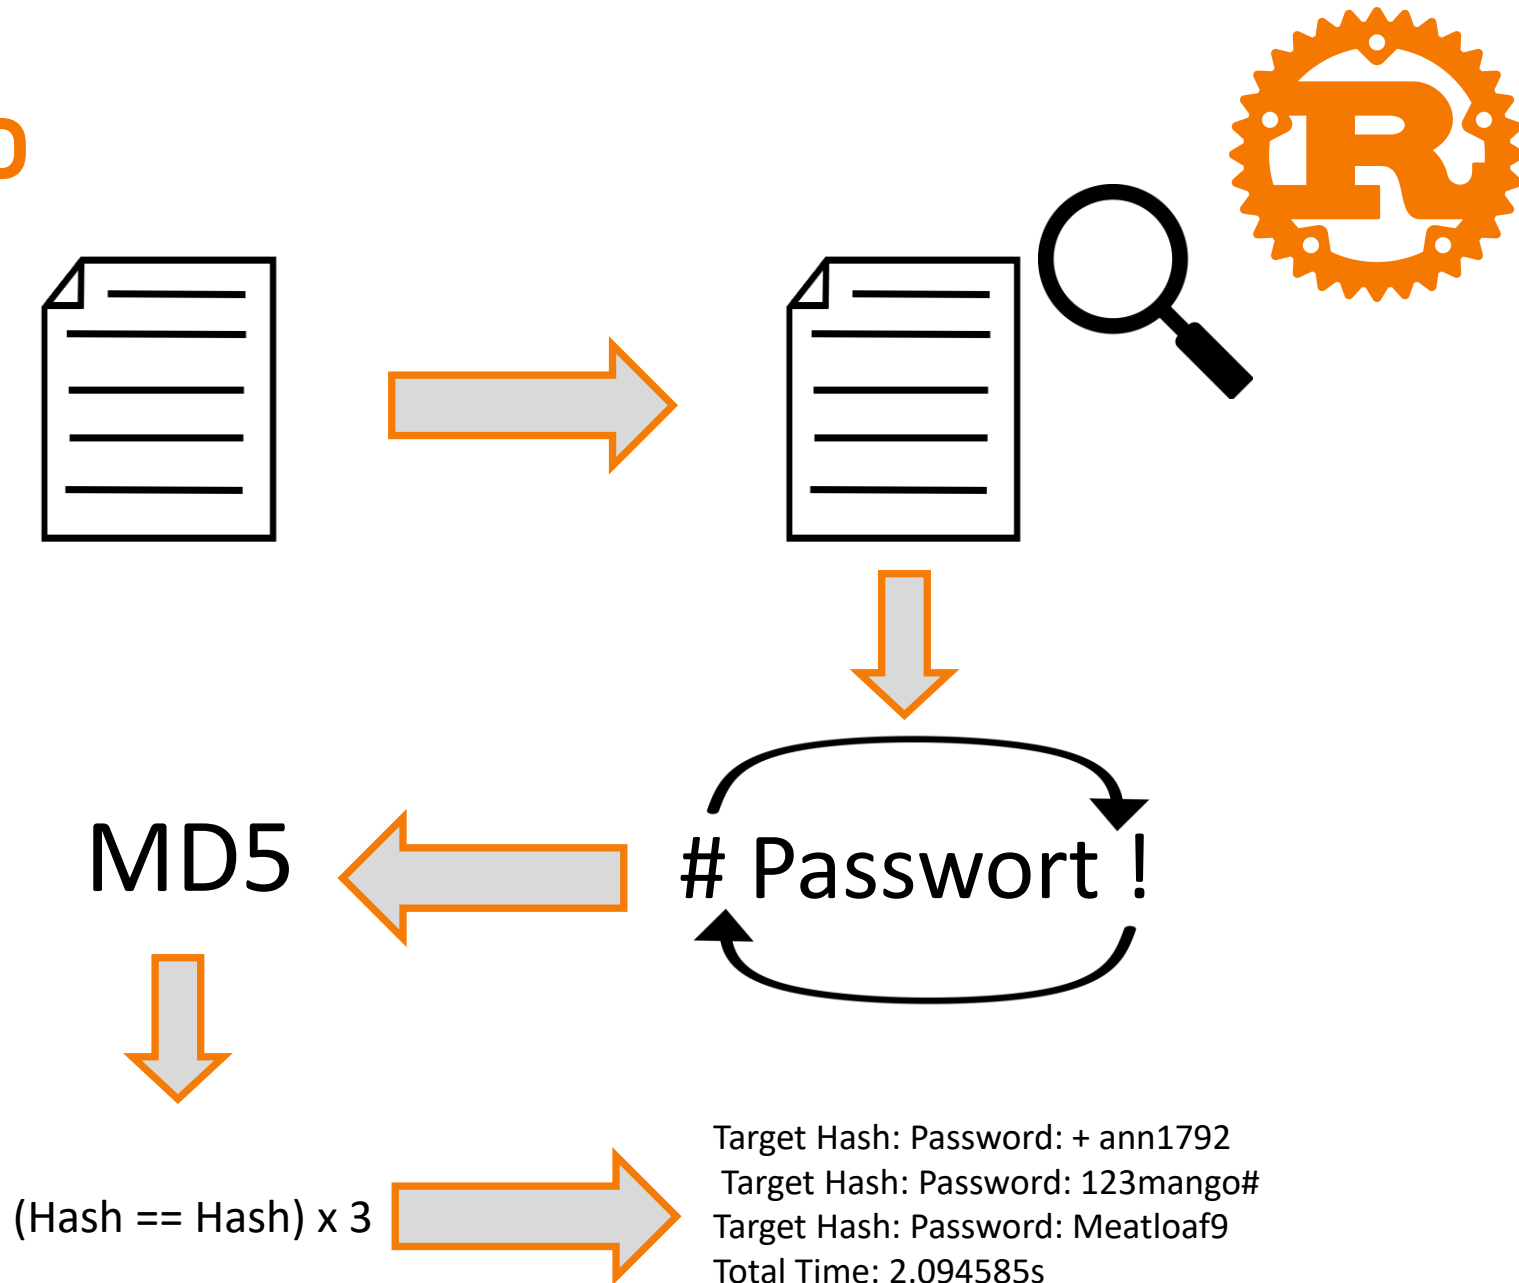 R
MD5
# Passwort !
(Hash == Hash) x 3
Target Hash: Password: + ann1792
Target Hash: Password: 123mango#
Target Hash: Password: Meatloaf9
Total Time: 2.094585s